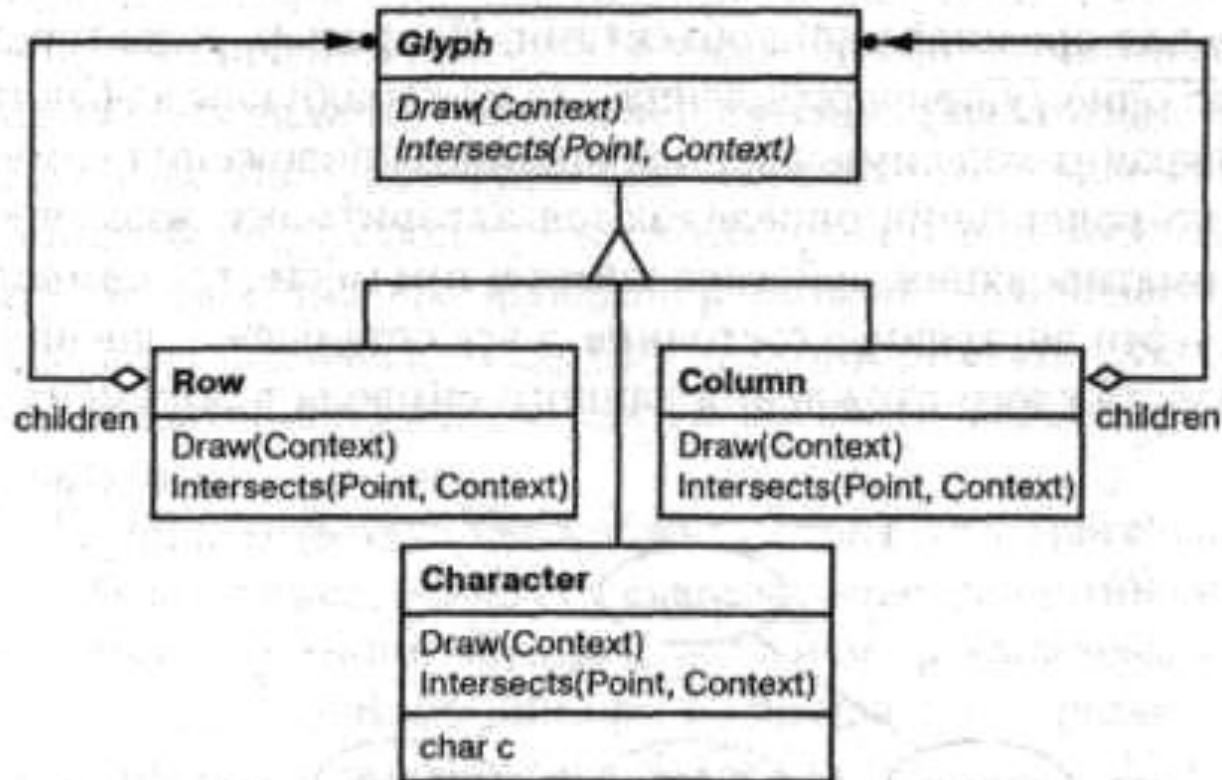 Glyph
Draw(Context)
Intersects(Point, Context)
Row
children
Draw(Context)
Intersects(Point, Context)
Column
children
Draw(Context)
Intersects(Point, Context)
Character
Draw(Context)
Intersects(Point, Context)
char c